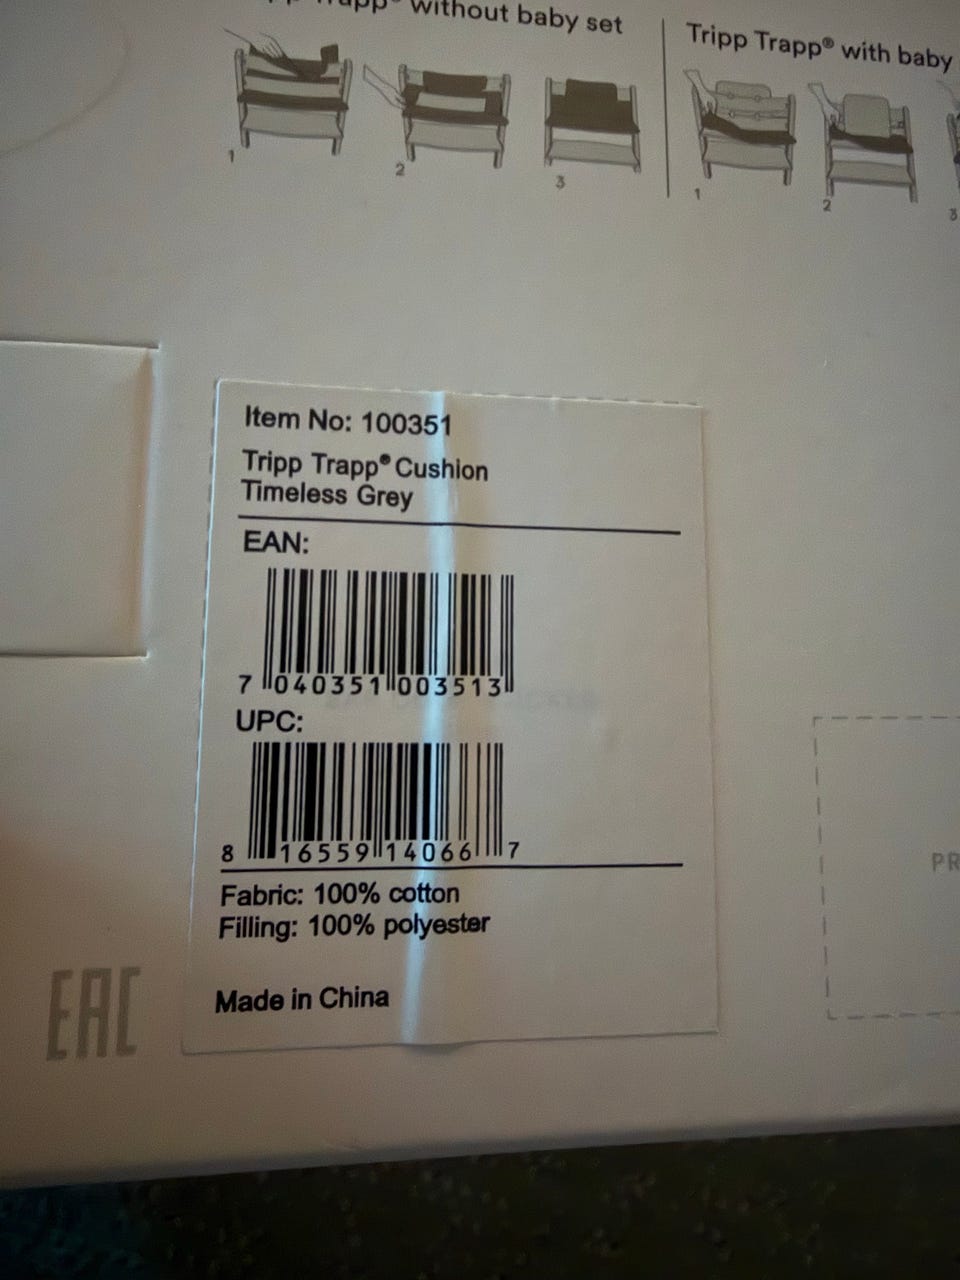 Trapp® without baby set
Tripp Trapp® with baby
1
2
3
1
2
3
Item No: 100351
Tripp Trapp® Cushion
Timeless Grey
EAN:
7 040351 003513
UPC:
8 16559 14066 7
Fabric: 100% cotton
Filling: 100% polyester
Made in China
EAC
PR